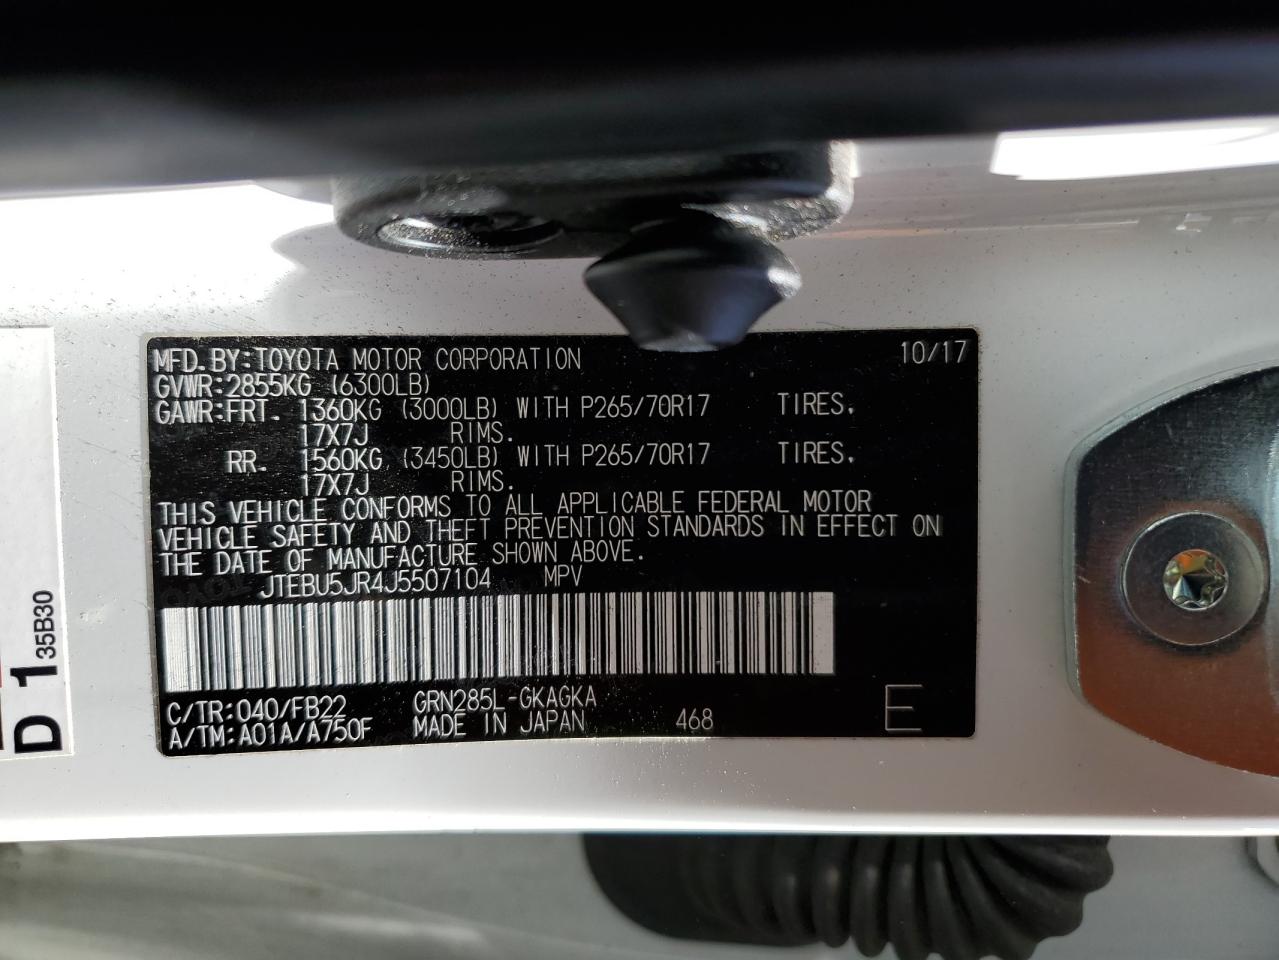 MFD. BY: TOYOTA MOTOR CORPORATION 10/17
GVWR: 2855KG (6300LB)
GAWR: FRT. 1360KG (3000LB) WITH P265/70R17 TIRES.
17X7J RIMS.
RR. 1560KG (3450LB) WITH P265/70R17 TIRES.
17X7J RIMS.
THIS VEHICLE CONFORMS TO ALL APPLICABLE FEDERAL MOTOR
VEHICLE SAFETY AND THEFT PREVENTION STANDARDS IN EFFECT ON
THE DATE OF MANUFACTURE SHOWN ABOVE.
JTEBU5JR4J5507104 MPV
C/TR: 040/FB22 GRN285L-GKAGKA
A/TM: A01A/A750F MADE IN JAPAN 468 E
D 1 35B30